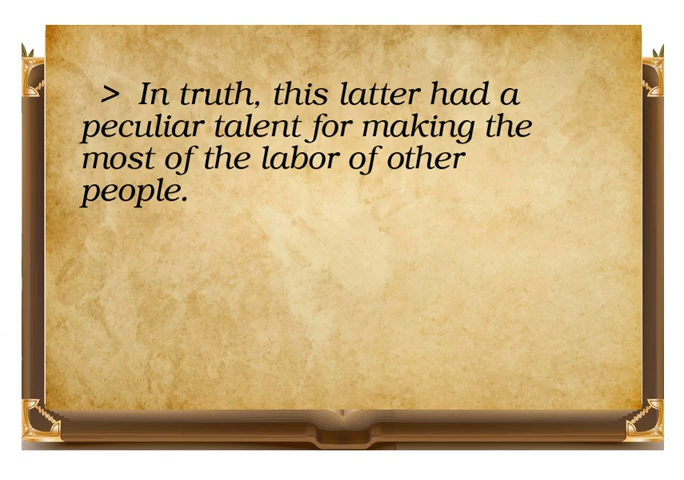 > In truth, this latter had a
peculiar talent for making the
most of the labor of other
people.